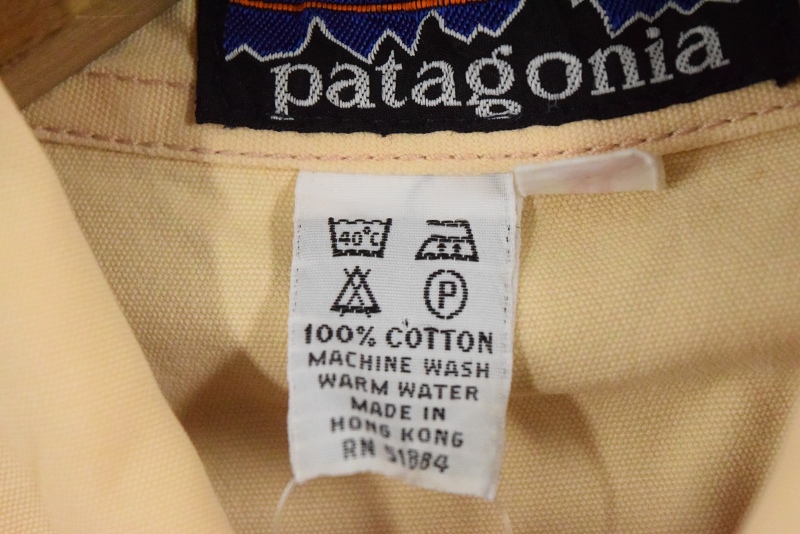 patagonia
40°C
P
100% COTTON
MACHINE WASH
WARM WATER
MADE IN
HONG KONG
RN 51884